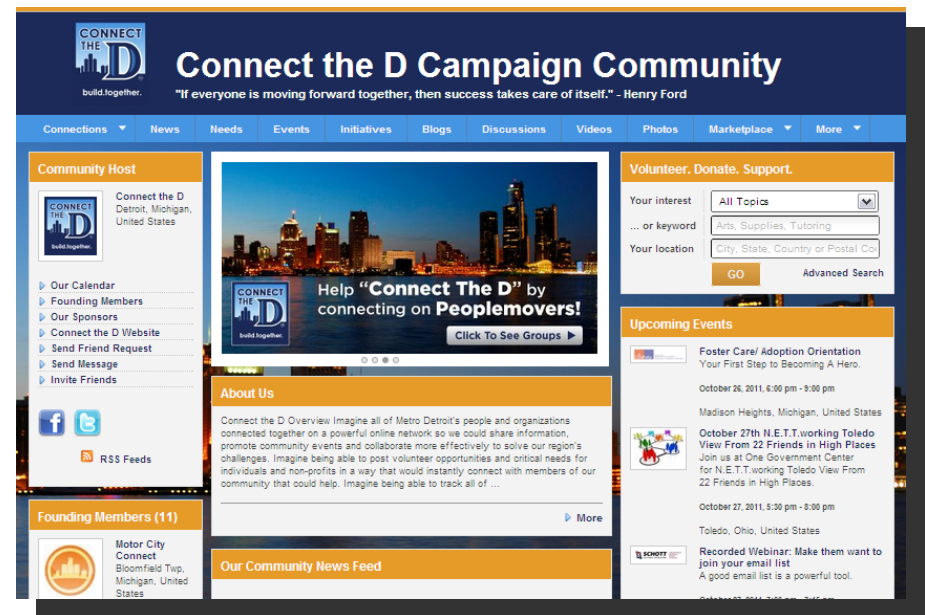 CONNECT
THE
D
build.together.
Connect the D Campaign Community
"If everyone is moving forward together, then success takes care of itself." - Henry Ford
Connections News Needs Events Initiatives Blogs Discussions Videos Photos Marketplace More
Community Host
CONNECT
THE
D
build.together.
Connect the D
Detroit, Michigan,
United States
Our Calendar
Founding Members
Our Sponsors
Connect the D Website
Send Friend Request
Send Message
Invite Friends
RSS Feeds
Founding Members (11)
Motor City
Connect
Bloomfield Twp,
Michigan, United
States
CONNECT
THE
D
build.together.
Help "Connect The D" by
connecting on Peoplemovers!
Click To See Groups
About Us
Connect the D Overview Imagine all of Metro Detroit's people and organizations
connected together on a powerful online network so we could share information,
promote community events and collaborate more effectively to solve our region's
challenges. Imagine being able to post volunteer opportunities and critical needs for
individuals and non-profits in a way that would instantly connect with members of our
community that could help. Imagine being able to track all of ...
More
Our Community News Feed
Volunteer. Donate. Support.
Your interest All Topics
... or keyword Arts, Supplies, Tutoring
Your location City, State, Country or Postal Co
GO Advanced Search
Upcoming Events
Foster Care/ Adoption Orientation
Your First Step to Becoming A Hero.
October 26, 2011, 6:00 pm - 9:00 pm
Madison Heights, Michigan, United States
October 27th N.E.T.T.working Toledo
View From 22 Friends in High Places
Join us at One Government Center
for N.E.T.T.working Toledo View From
22 Friends in High Places.
October 27, 2011, 5:30 pm - 8:00 pm
Toledo, Ohio, United States
SCHOTT
Recorded Webinar: Make them want to
join your email list
A good email list is a powerful tool.